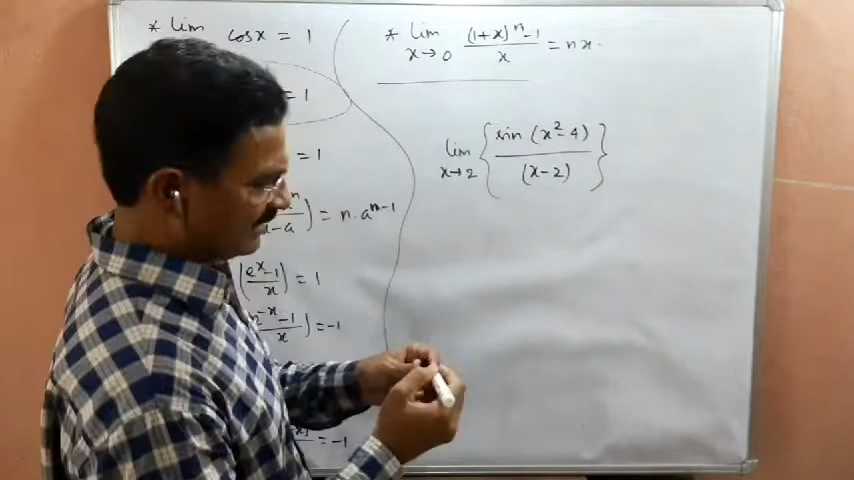 * lim cosx = 1
= 1
= 1
= n.a^{n-1}
(e^x-1 / x) = 1
-x -1 / x) = -1
= -1
* lim x→0 (1+x)^n-1 / x = nx.
lim x→2 { sin (x²-4) / (x-2) }